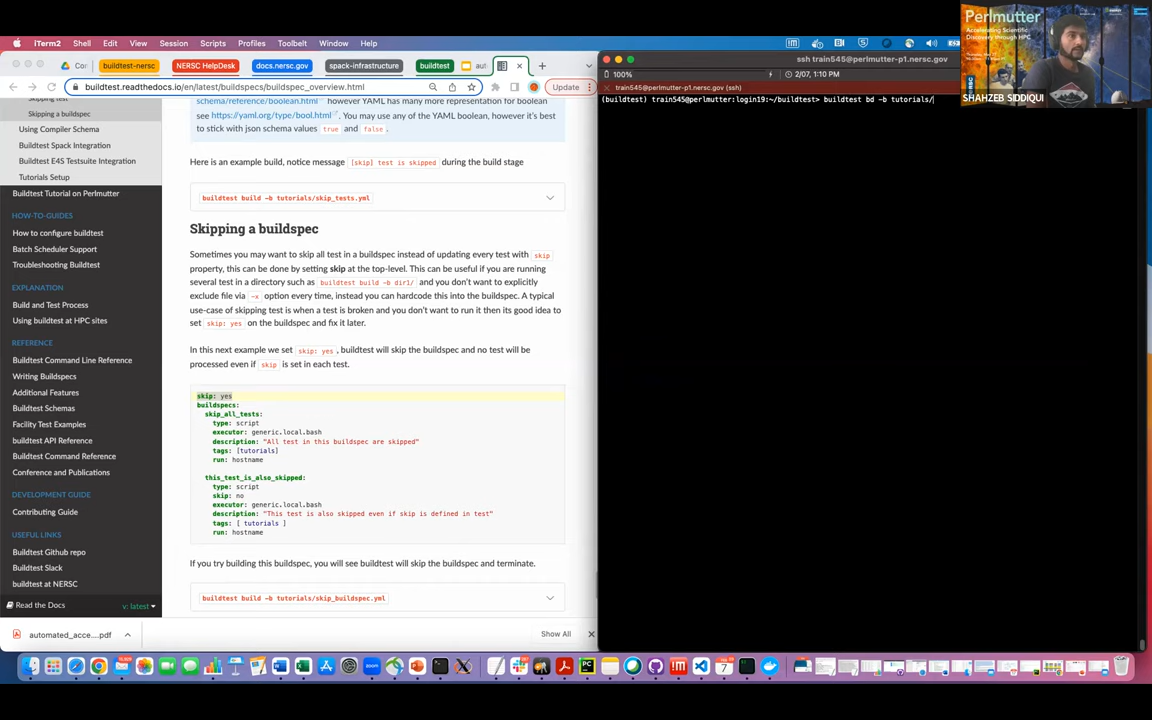 Perlmutter
Accelerating Scientific
Discovery through HPC
SHAHZEB SIDDIQUI
iTerm2 Shell Edit View Session Scripts Profiles Toolbelt Window Help
buildtest-nersc NERSC HelpDesk docs.nersc.gov spack-infrastructure buildtest
buildtest.readthedocs.io/en/latest/buildspecs/buildspec_overview.html Update
Skipping a buildspec
Using Compiler Schema
Buildtest Spack Integration
Buildtest E4S Testsuite Integration
Tutorials Setup
Buildtest Tutorial on Perlmutter
HOW-TO-GUIDES
How to configure buildtest
Batch Scheduler Support
Troubleshooting Buildtest
EXPLANATION
Build and Test Process
Using buildtest at HPC sites
REFERENCE
Buildtest Command Line Reference
Writing Buildspecs
Additional Features
Buildtest Schemas
Facility Test Examples
buildtest API Reference
Buildtest Command Reference
Conference and Publications
DEVELOPMENT GUIDE
Contributing Guide
USEFUL LINKS
Buildtest Github repo
Buildtest Slack
buildtest at NERSC
Read the Docs v: latest
schema/reference/boolean.html however YAML has many more representation for boolean
see https://yaml.org/type/bool.html . You may use any of the YAML boolean, however it's best
to stick with json schema values true and false .
Here is an example build, notice message [skip] test is skipped during the build stage
buildtest build -b tutorials/skip_tests.yml
Skipping a buildspec
Sometimes you may want to skip all test in a buildspec instead of updating every test with skip
property, this can be done by setting skip at the top-level. This can be useful if you are running
several test in a directory such as buildtest build -b dir1/ and you don't want to explicitly
exclude file via -x option every time, instead you can hardcode this into the buildspec. A typical
use-case of skipping test is when a test is broken and you don't want to run it then its good idea to
set skip: yes on the buildspec and fix it later.
In this next example we set skip: yes , buildtest will skip the buildspec and no test will be
processed even if skip is set in each test.
skip: yes
buildspecs:
skip_all_tests:
type: script
executor: generic.local.bash
description: "All test in this buildspec are skipped"
tags: [tutorials]
run: hostname
this_test_is_also_skipped:
type: script
skip: no
executor: generic.local.bash
description: "This test is also skipped even if skip is defined in test"
tags: [ tutorials ]
run: hostname
If you try building this buildspec, you will see buildtest will skip the buildspec and terminate.
buildtest build -b tutorials/skip_buildspec.yml
automated_acce....pdf Show All
ssh train545@perlmutter-p1.nersc.gov
100% 2/07, 1:10 PM
train545@perlmutter-p1.nersc.gov (ssh)
(buildtest) train545@perlmutter:login19:~/buildtest> buildtest bd -b tutorials/